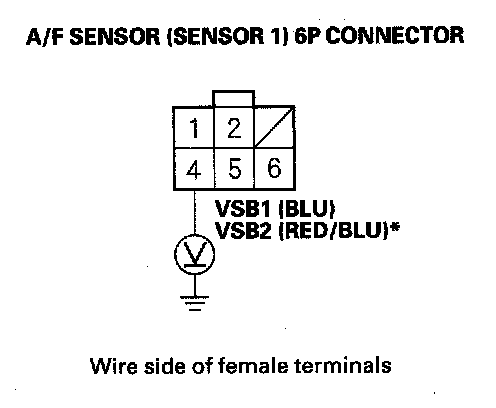 A/F SENSOR (SENSOR 1) 6P CONNECTOR
1 2
4 5 6
VSB1 (BLU)
VSB2 (RED/BLU)*
V
Wire side of female terminals